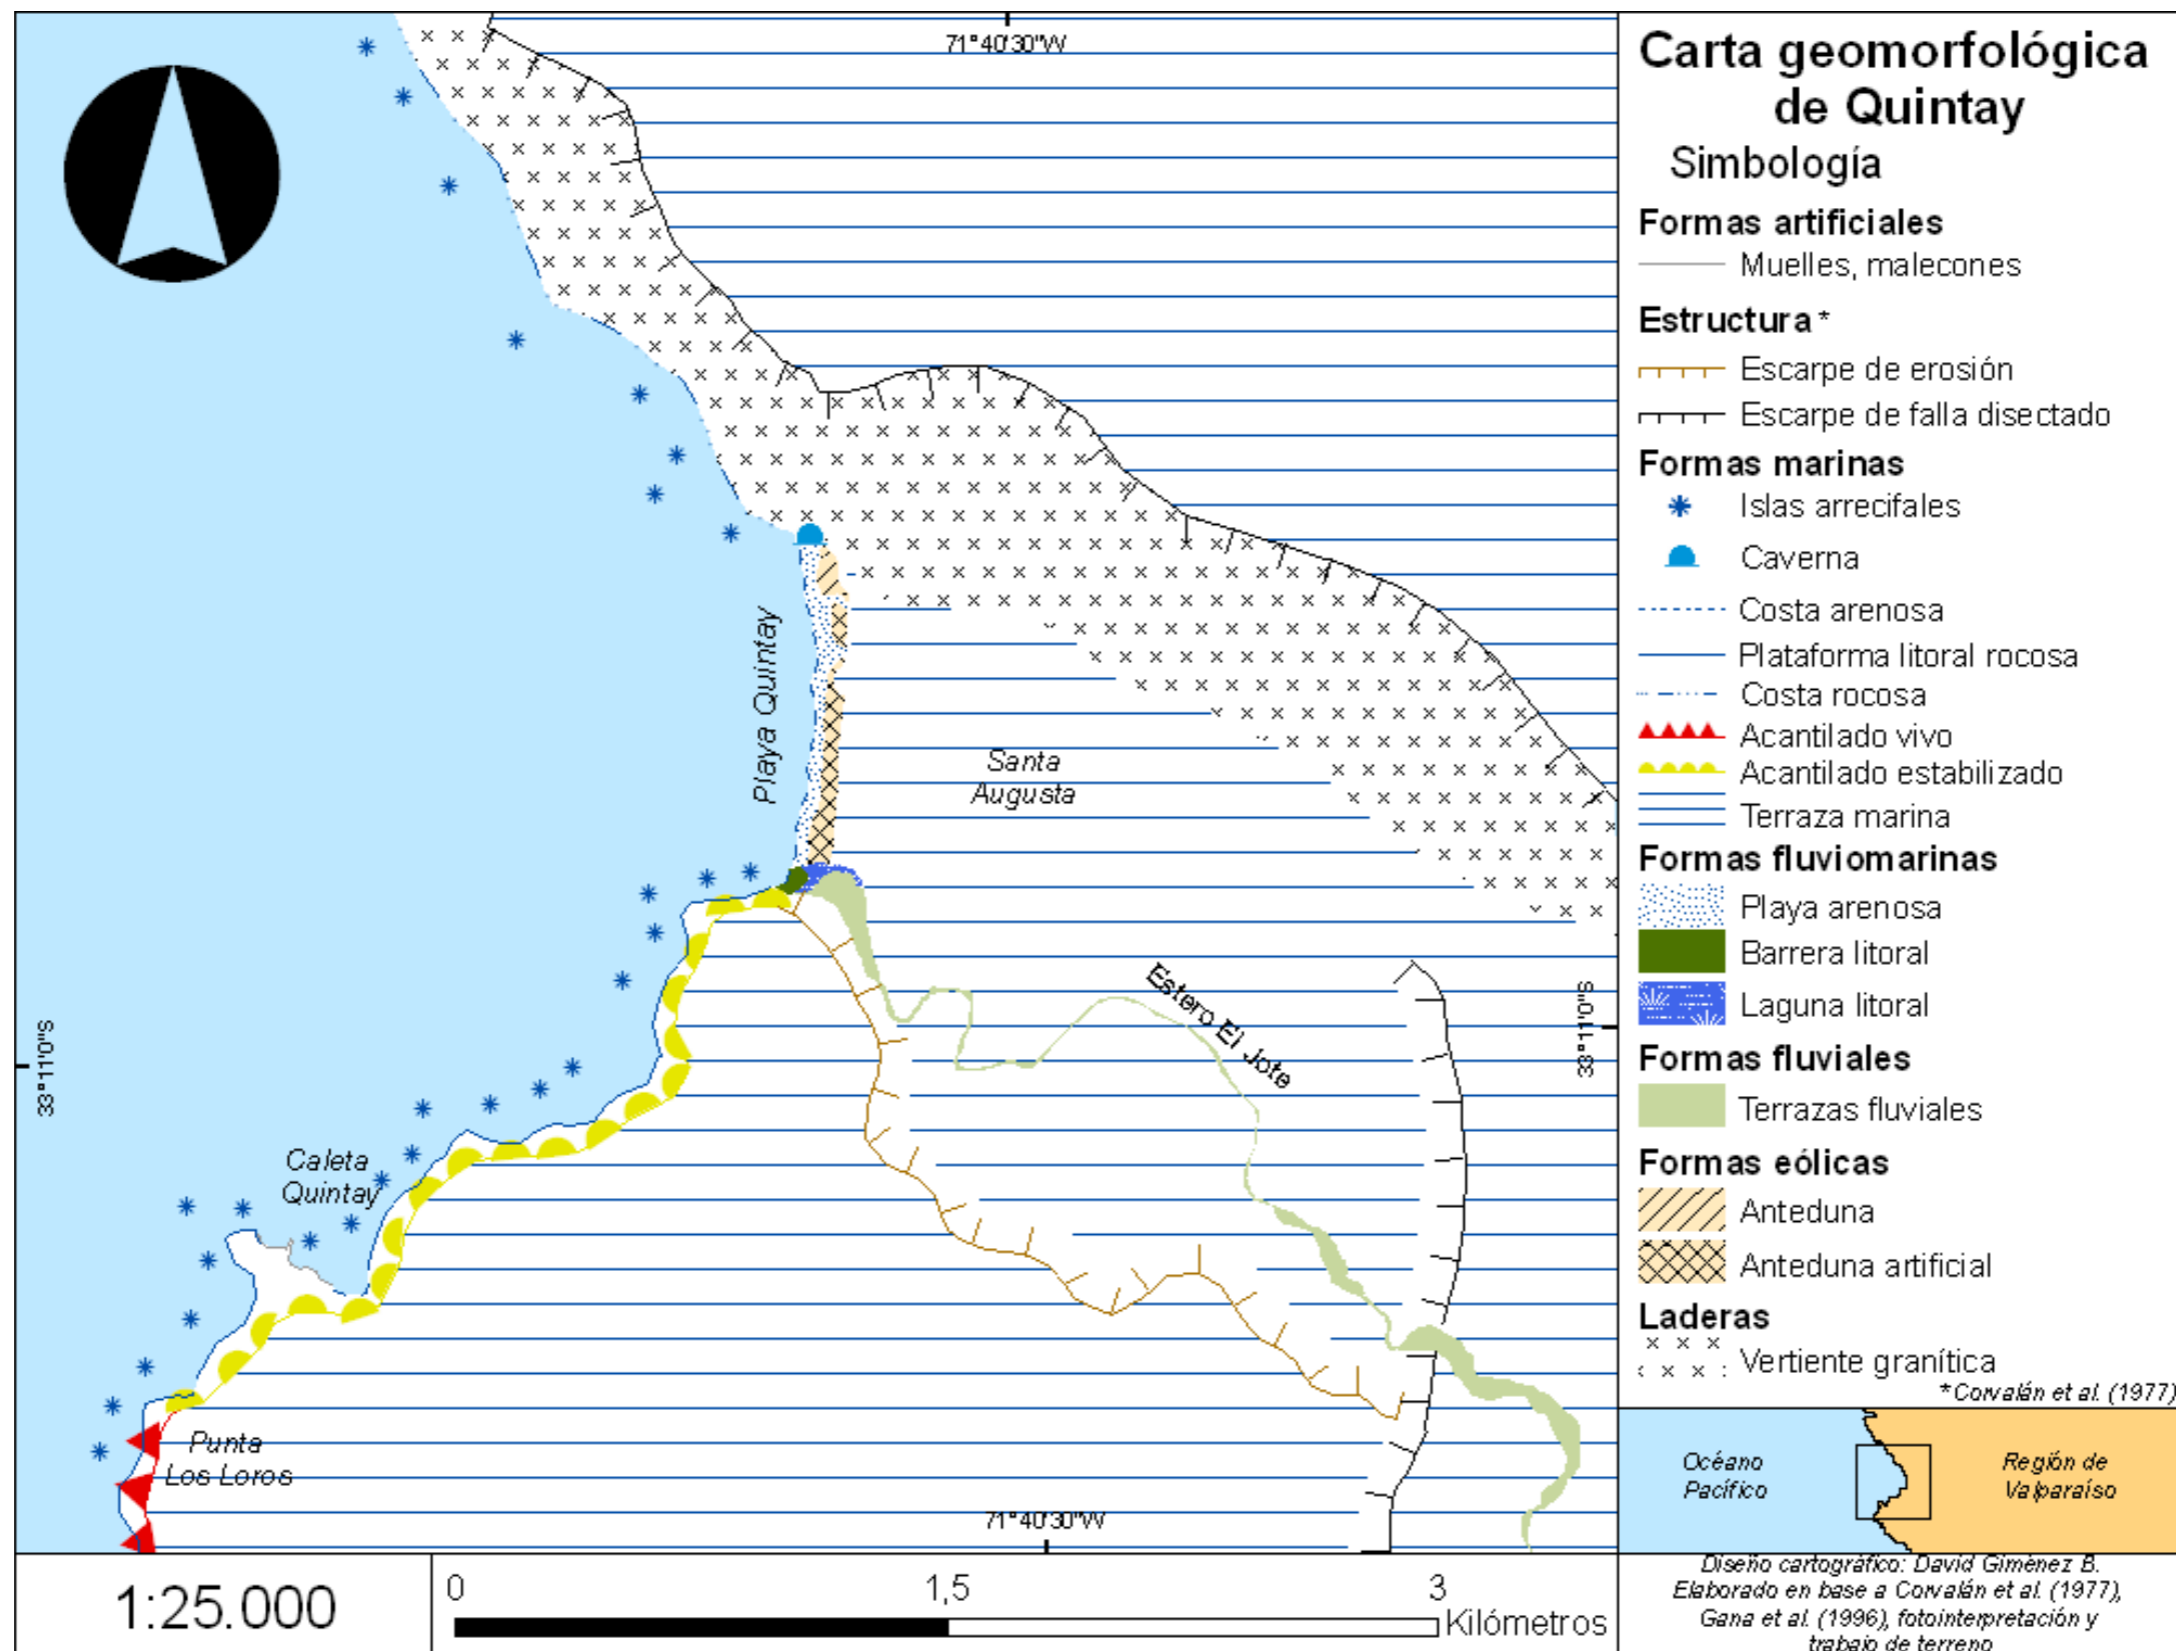 71°40'30"W
Playa Quintay
Santa
Augusta
Estero El Jote
33°11'0"S
33°11'0"S
Caleta
Quintay
Punta
Los Loros
71°40'30"W
Carta geomorfológica
de Quintay
Simbología
Formas artificiales
Muelles, malecones
Estructura*
Escarpe de erosión
Escarpe de falla disectado
Formas marinas
Islas arrecifales
Caverna
Costa arenosa
Plataforma litoral rocosa
Costa rocosa
Acantilado vivo
Acantilado estabilizado
Terraza marina
Formas fluviomarinas
Playa arenosa
Barrera litoral
Laguna litoral
Formas fluviales
Terrazas fluviales
Formas eólicas
Anteduna
Anteduna artificial
Laderas
Vertiente granítica
*Corvalán et al. (1977)
Océano
Pacífico
Región de
Valparaíso
1:25.000
0 1,5 3
Kilómetros
Diseño cartográfico: David Giménez B.
Elaborado en base a Corvalán et al. (1977),
Gana et al. (1996), fotointerpretación y
trabajo de terreno